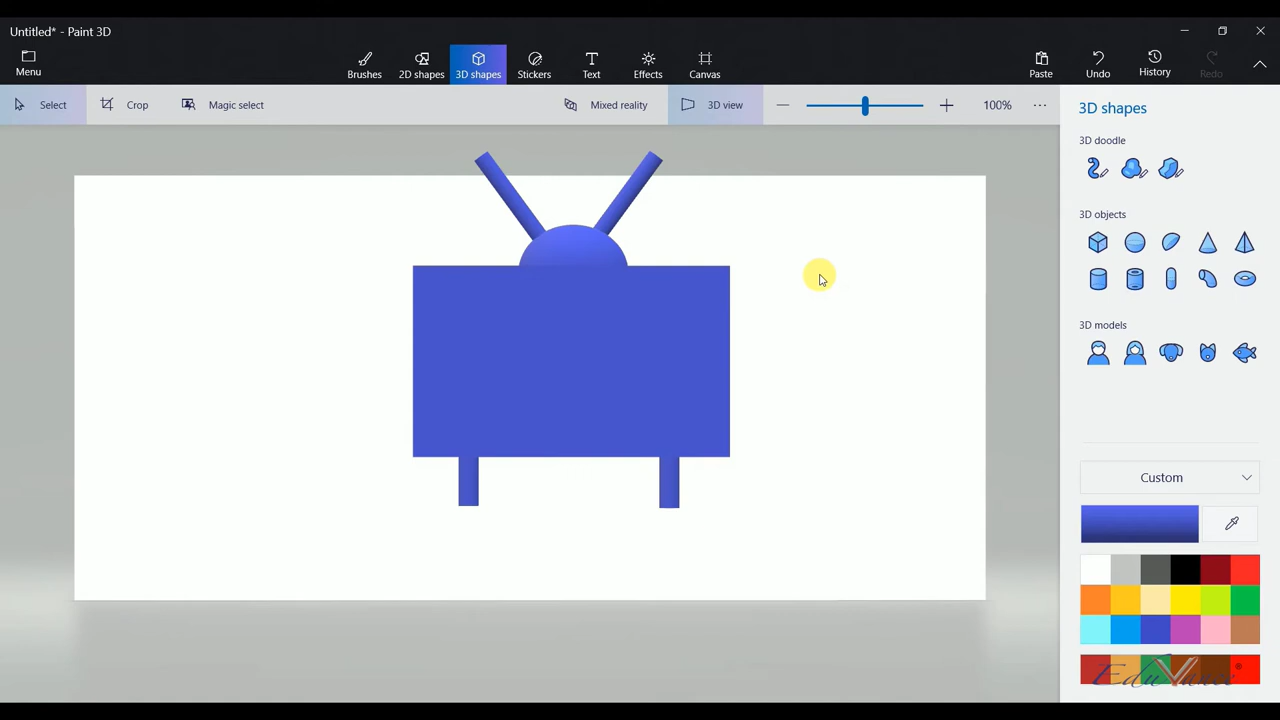 Untitled* - Paint 3D
Menu
Brushes
2D shapes
3D shapes
Stickers
Text
Effects
Canvas
Paste
Undo
History
Redo
Select
Crop
Magic select
Mixed reality
3D view
100%
3D shapes
3D doodle
3D objects
3D models
Custom
EduVance®